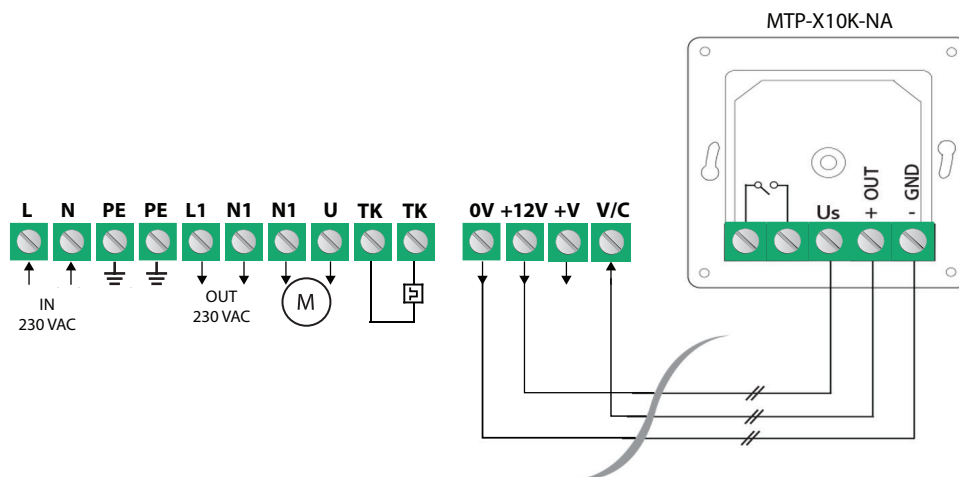 MTP-X10K-NA
L N PE PE L1 N1 N1 U TK TK
0V +12V +V V/C
Us + OUT - GND
IN
230 VAC
OUT
230 VAC
M